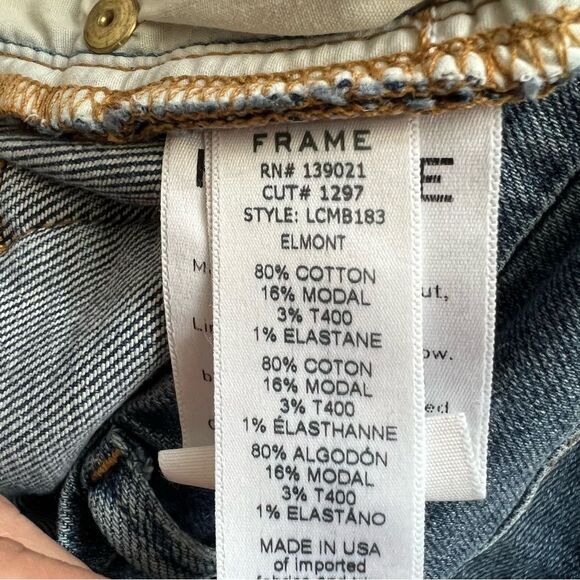 FRAME
RN# 139021
CUT# 1297
STYLE: LCMB183
ELMONT
80% COTTON
16% MODAL
3% T400
1% ELASTANE
80% COTON
16% MODAL
3% T400
1% ÉLASTHANNE
80% ALGODÓN
16% MODAL
3% T400
1% ELASTÃNO
MADE IN USA
of imported